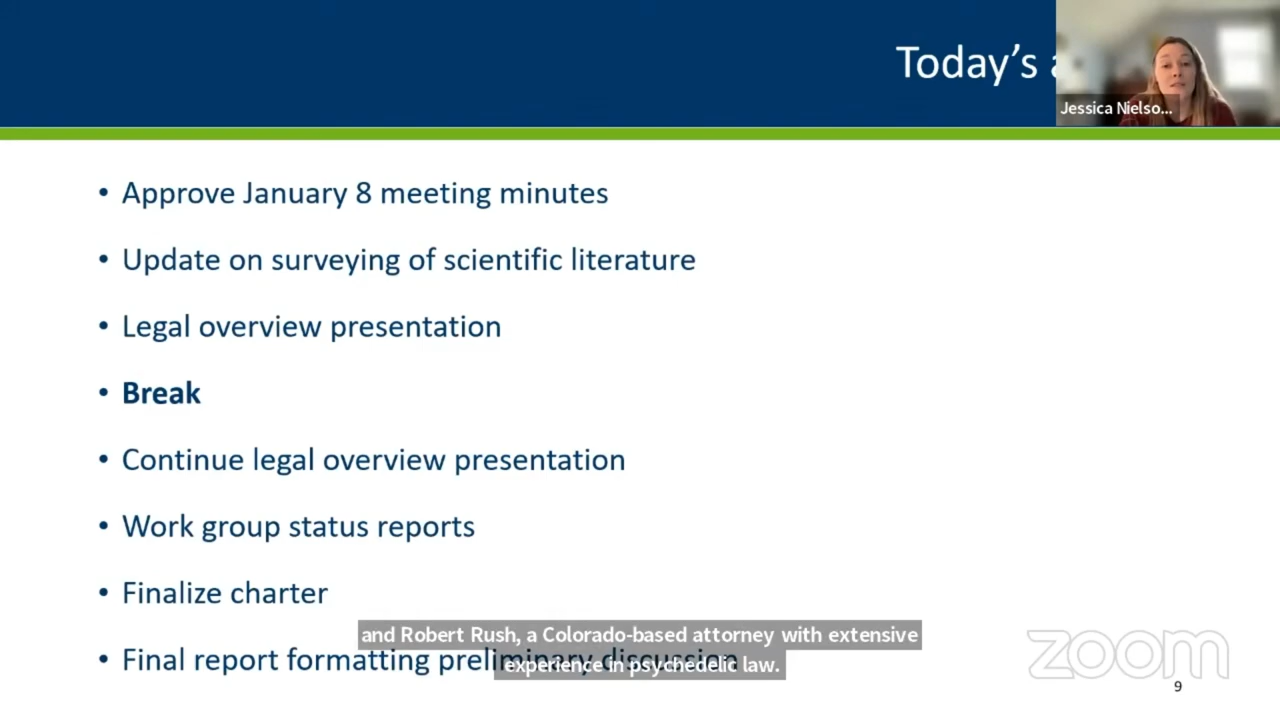 Today's a
Jessica Nielso...
• Approve January 8 meeting minutes
• Update on surveying of scientific literature
• Legal overview presentation
• Break
• Continue legal overview presentation
• Work group status reports
• Finalize charter
and Robert Rush, a Colorado-based attorney with extensive
experience in psychedelic law.
• Final report formatting preliminary discussion
zoom
9